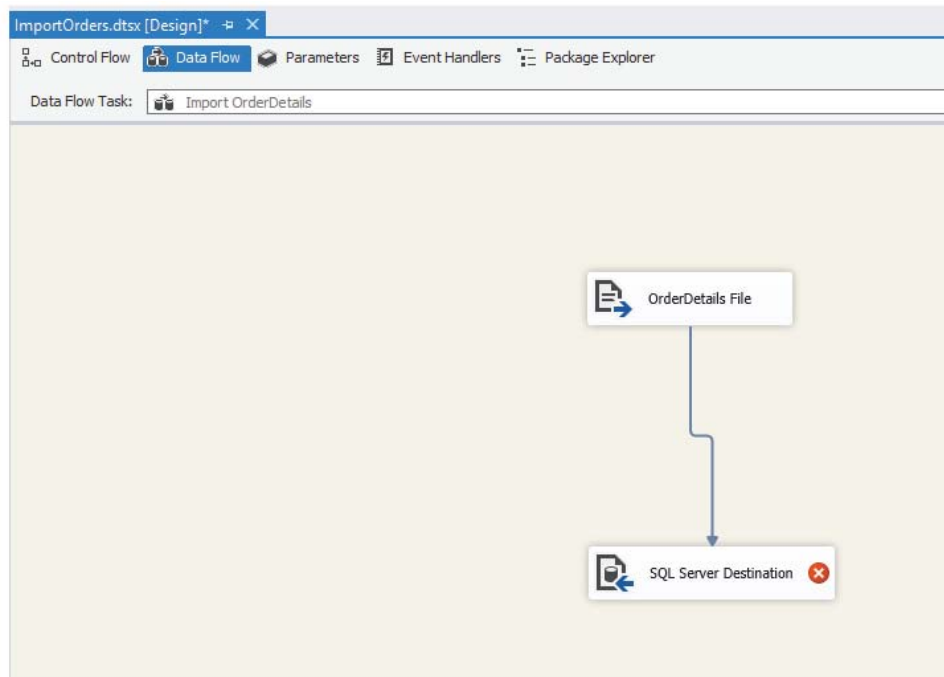 ImportOrders.dtsx [Design]*
Control Flow Data Flow Parameters Event Handlers Package Explorer
Data Flow Task: Import OrderDetails
OrderDetails File
SQL Server Destination